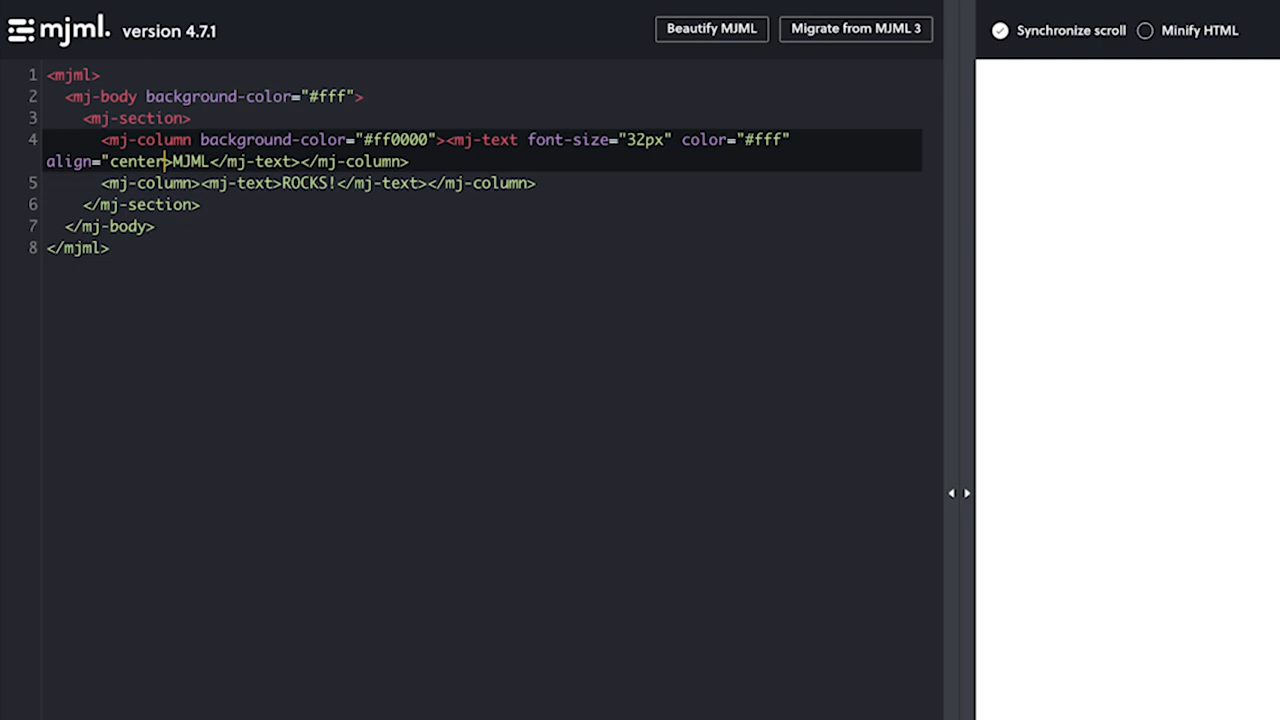 mjml. version 4.7.1
Beautify MJML
Migrate from MJML 3
Synchronize scroll
Minify HTML
1 <mjml>
2 <mj-body background-color="#fff">
3 <mj-section>
4 <mj-column background-color="#ff0000"><mj-text font-size="32px" color="#fff"
align="center>MJML</mj-text></mj-column>
5 <mj-column><mj-text>ROCKS!</mj-text></mj-column>
6 </mj-section>
7 </mj-body>
8 </mjml>